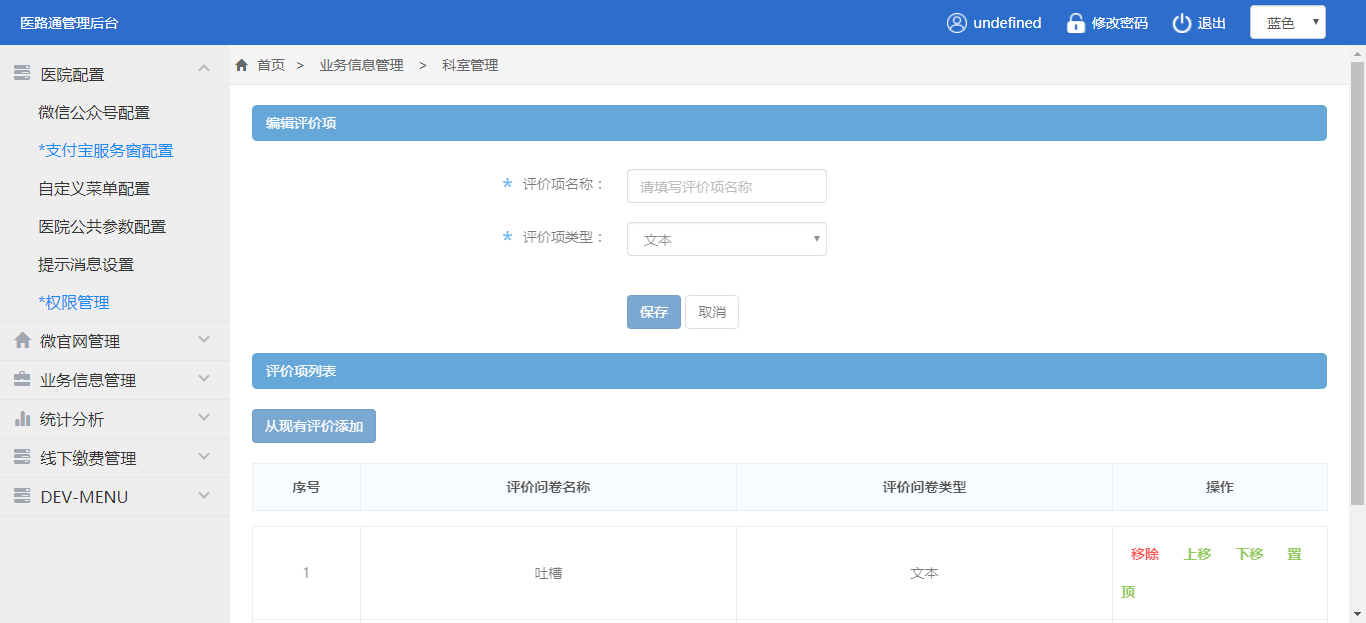 医路通管理后台
undefined
修改密码
退出
蓝色
首页 > 业务信息管理 > 科室管理
医院配置
微信公众号配置
*支付宝服务窗配置
自定义菜单配置
医院公共参数配置
提示消息设置
*权限管理
微官网管理
业务信息管理
统计分析
线下缴费管理
DEV-MENU
编辑评价项
* 评价项名称： 请填写评价项名称
* 评价项类型： 文本
保存 取消
评价项列表
从现有评价添加
序号 评价问卷名称 评价问卷类型 操作
1 吐槽 文本 移除 上移 下移 置
顶